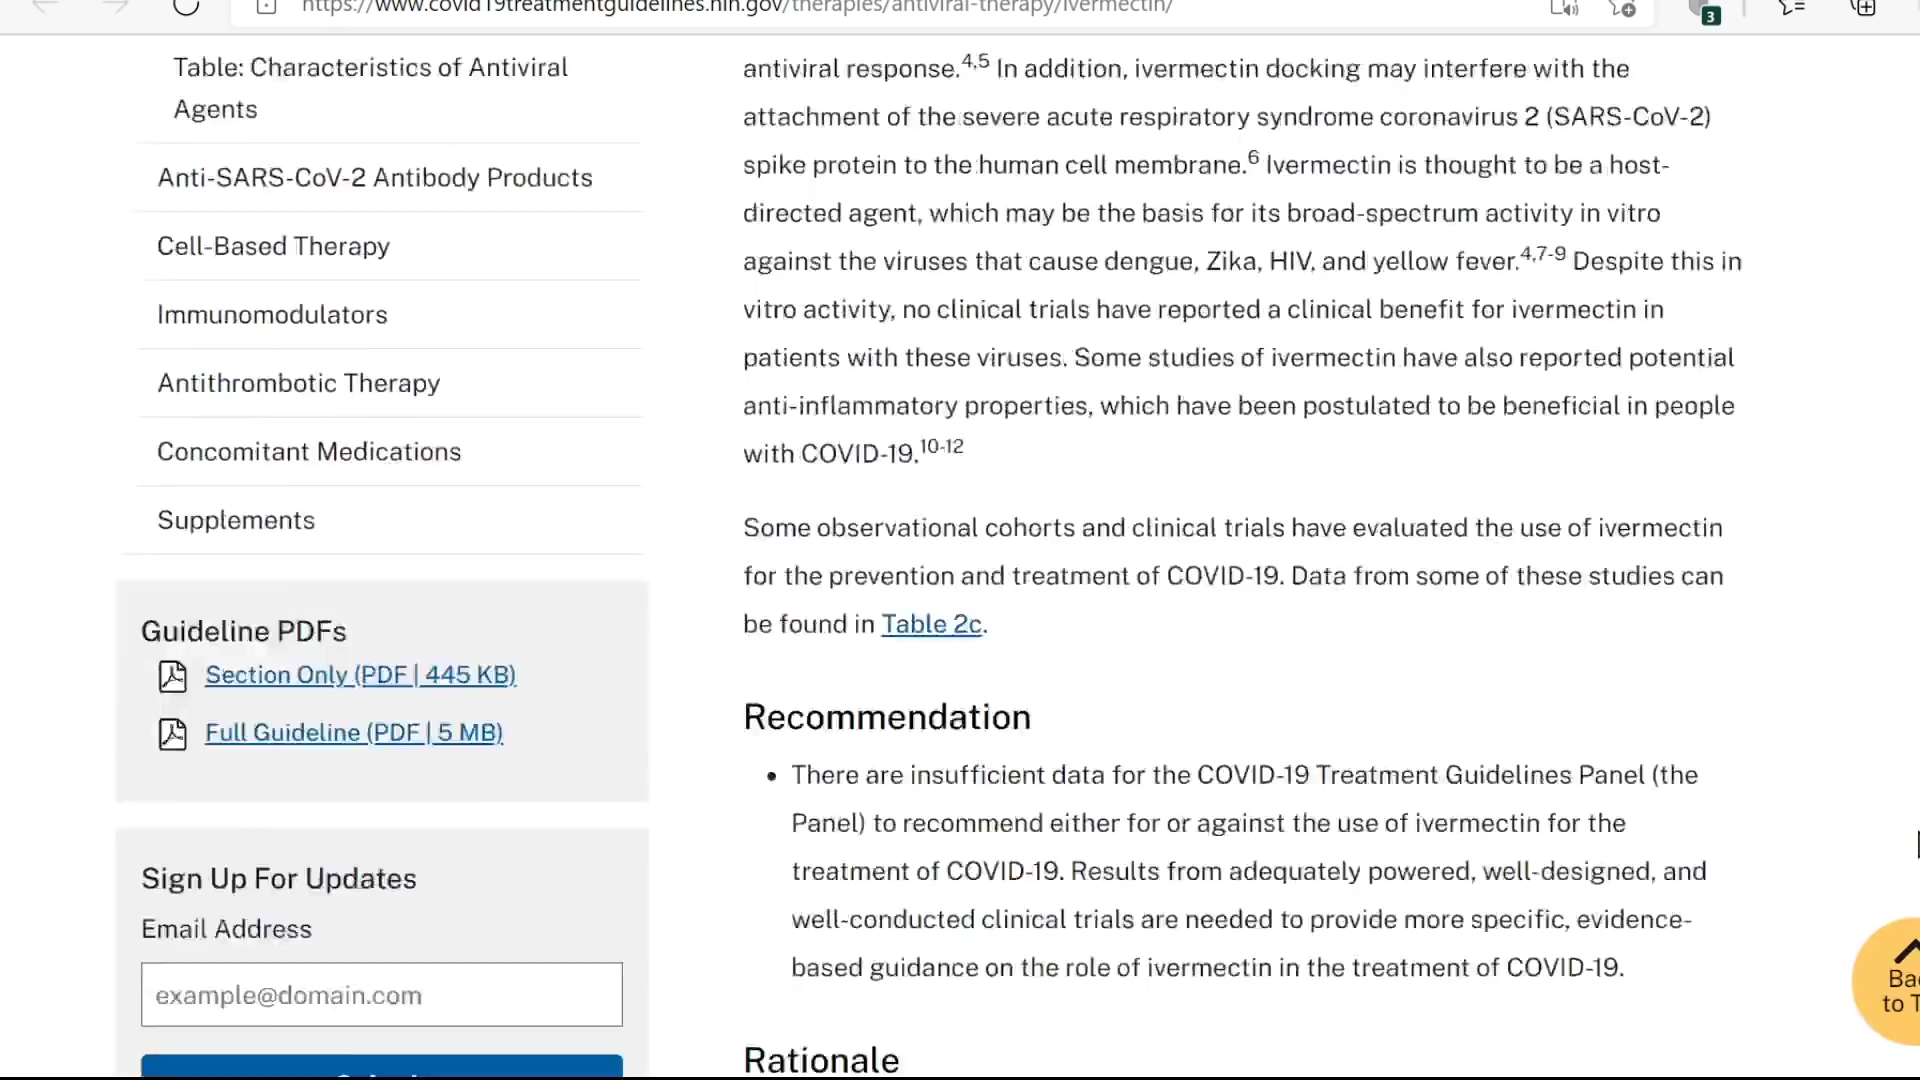 https://www.covid19treatmentguidelines.nih.gov/therapies/antiviral-therapy/ivermectin/
3
Table: Characteristics of Antiviral
Agents
Anti-SARS-CoV-2 Antibody Products
Cell-Based Therapy
Immunomodulators
Antithrombotic Therapy
Concomitant Medications
Supplements
Guideline PDFs
Section Only (PDF | 445 KB)
Full Guideline (PDF | 5 MB)
Sign Up For Updates
Email Address
example@domain.com
antiviral response.4,5 In addition, ivermectin docking may interfere with the
attachment of the severe acute respiratory syndrome coronavirus 2 (SARS-CoV-2)
spike protein to the human cell membrane.6 Ivermectin is thought to be a host-
directed agent, which may be the basis for its broad-spectrum activity in vitro
against the viruses that cause dengue, Zika, HIV, and yellow fever.4,7-9 Despite this in
vitro activity, no clinical trials have reported a clinical benefit for ivermectin in
patients with these viruses. Some studies of ivermectin have also reported potential
anti-inflammatory properties, which have been postulated to be beneficial in people
with COVID-19.10-12
Some observational cohorts and clinical trials have evaluated the use of ivermectin
for the prevention and treatment of COVID-19. Data from some of these studies can
be found in Table 2c.
Recommendation
• There are insufficient data for the COVID-19 Treatment Guidelines Panel (the
Panel) to recommend either for or against the use of ivermectin for the
treatment of COVID-19. Results from adequately powered, well-designed, and
well-conducted clinical trials are needed to provide more specific, evidence-
based guidance on the role of ivermectin in the treatment of COVID-19.
Rationale
Bac
to T